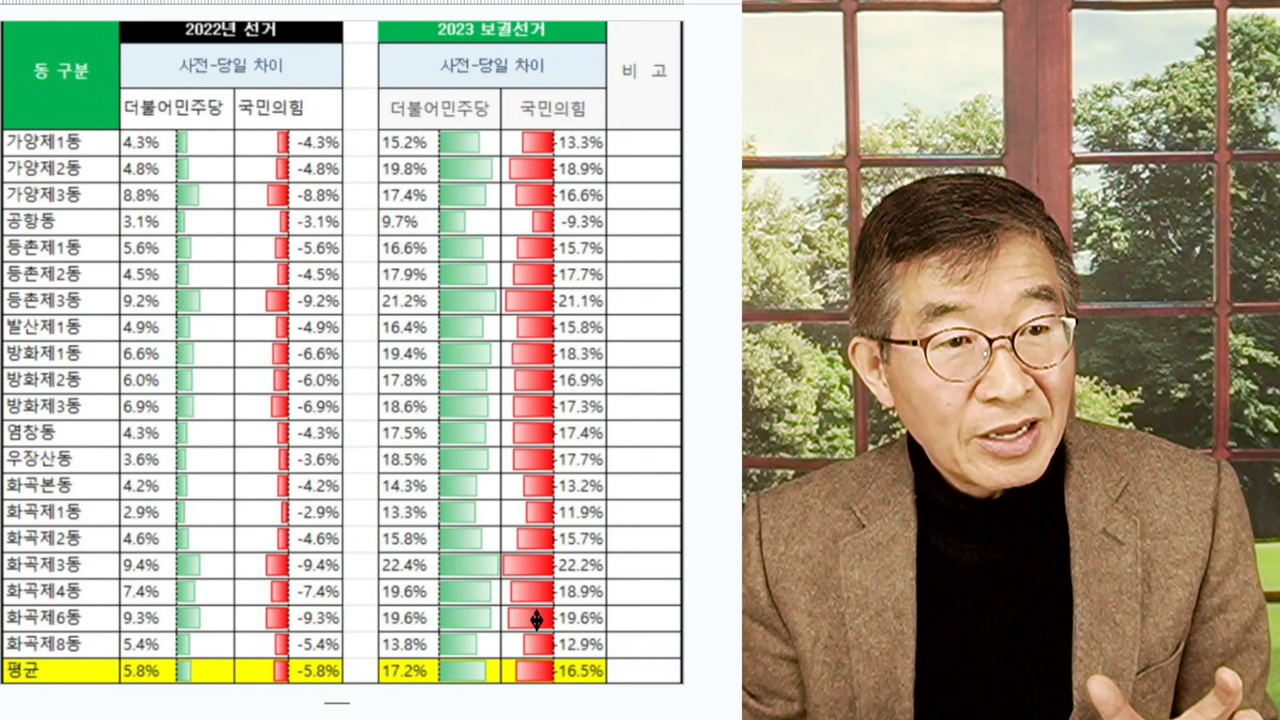 2022년 선거 2023 보궐선거
동 구분 사전-당일 차이 사전-당일 차이 비 고
더불어민주당 국민의힘 더불어민주당 국민의힘
가양제1동 4.3% -4.3% 15.2% -13.3%
가양제2동 4.8% -4.8% 19.8% -18.9%
가양제3동 8.8% -8.8% 17.4% -16.6%
공항동 3.1% -3.1% 9.7% -9.3%
등촌제1동 5.6% -5.6% 16.6% -15.7%
등촌제2동 4.5% -4.5% 17.9% -17.7%
등촌제3동 9.2% -9.2% 21.2% -21.1%
발산제1동 4.9% -4.9% 16.4% -15.8%
방화제1동 6.6% -6.6% 19.4% -18.3%
방화제2동 6.0% -6.0% 17.8% -16.9%
방화제3동 6.9% -6.9% 18.6% -17.3%
염창동 4.3% -4.3% 17.5% -17.4%
우장산동 3.6% -3.6% 18.5% -17.7%
화곡본동 4.2% -4.2% 14.3% -13.2%
화곡제1동 2.9% -2.9% 13.3% -11.9%
화곡제2동 4.6% -4.6% 15.8% -15.7%
화곡제3동 9.4% -9.4% 22.4% -22.2%
화곡제4동 7.4% -7.4% 19.6% -18.9%
화곡제6동 9.3% -9.3% 19.6% -19.6%
화곡제8동 5.4% -5.4% 13.8% -12.9%
평균 5.8% -5.8% 17.2% -16.5%